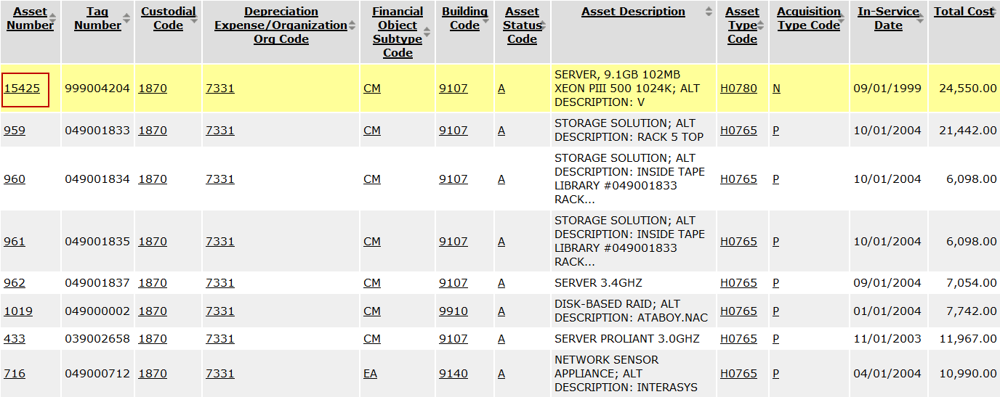 Asset Number Tag Number Custodial Code Depreciation Expense/Organization Org Code Financial Object Subtype Code Building Code Asset Status Code Asset Description Asset Type Code Acquisition Type Code In-Service Date Total Cost
15425 999004204 1870 7331 CM 9107 A SERVER, 9.1GB 102MB
XEON PIII 500 1024K; ALT
DESCRIPTION: V H0780 N 09/01/1999 24,550.00
959 049001833 1870 7331 CM 9107 A STORAGE SOLUTION; ALT
DESCRIPTION: RACK 5 TOP H0765 P 10/01/2004 21,442.00
960 049001834 1870 7331 CM 9107 A STORAGE SOLUTION; ALT
DESCRIPTION: INSIDE TAPE
LIBRARY #049001833
RACK... H0765 P 10/01/2004 6,098.00
961 049001835 1870 7331 CM 9107 A STORAGE SOLUTION; ALT
DESCRIPTION: INSIDE TAPE
LIBRARY #049001833
RACK... H0765 P 10/01/2004 6,098.00
962 049001837 1870 7331 CM 9107 A SERVER 3.4GHZ H0765 P 09/01/2004 7,054.00
1019 049000002 1870 7331 CM 9910 A DISK-BASED RAID; ALT
DESCRIPTION: ATABOY.NAC H0765 P 01/01/2004 7,742.00
433 039002658 1870 7331 CM 9107 A SERVER PROLIANT 3.0GHZ H0765 P 11/01/2003 11,967.00
716 049000712 1870 7331 EA 9140 A NETWORK SENSOR
APPLIANCE; ALT
DESCRIPTION: INTERASYS H0765 P 04/01/2004 10,990.00